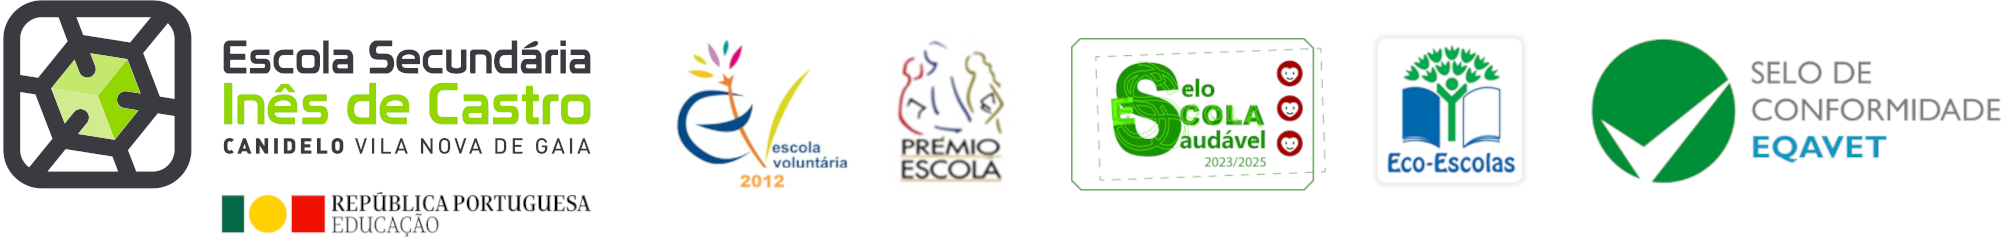 Escola Secundária
Inês de Castro
CANIDELO VILA NOVA DE GAIA
REPÚBLICA PORTUGUESA
EDUCAÇÃO
escola
voluntária
2012
PRÉMIO
ESCOLA
Selo
ESCOLA
Saudável
2023/2025
Eco-Escolas
SELO DE
CONFORMIDADE
EQAVET